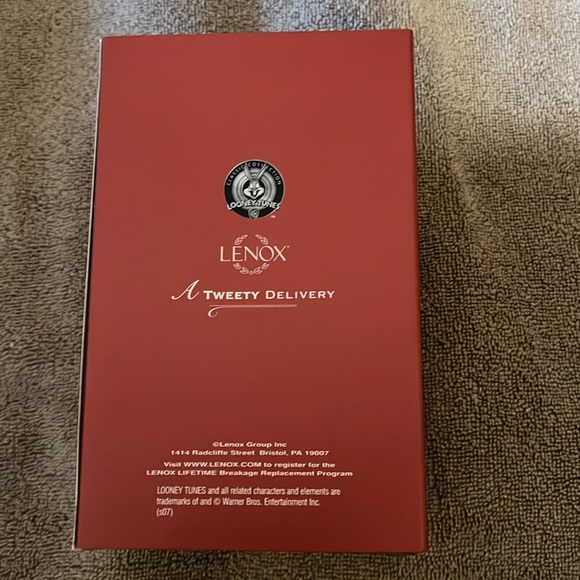 CLASSIC COLLECTION
LOONEY TUNES
™
LENOX™
A TWEETY DELIVERY
©Lenox Group Inc
1414 Radcliffe Street Bristol, PA 19007
Visit WWW.LENOX.COM to register for the
LENOX LIFETIME Breakage Replacement Program
LOONEY TUNES and all related characters and elements are
trademarks of and © Warner Bros. Entertainment Inc.
(s07)